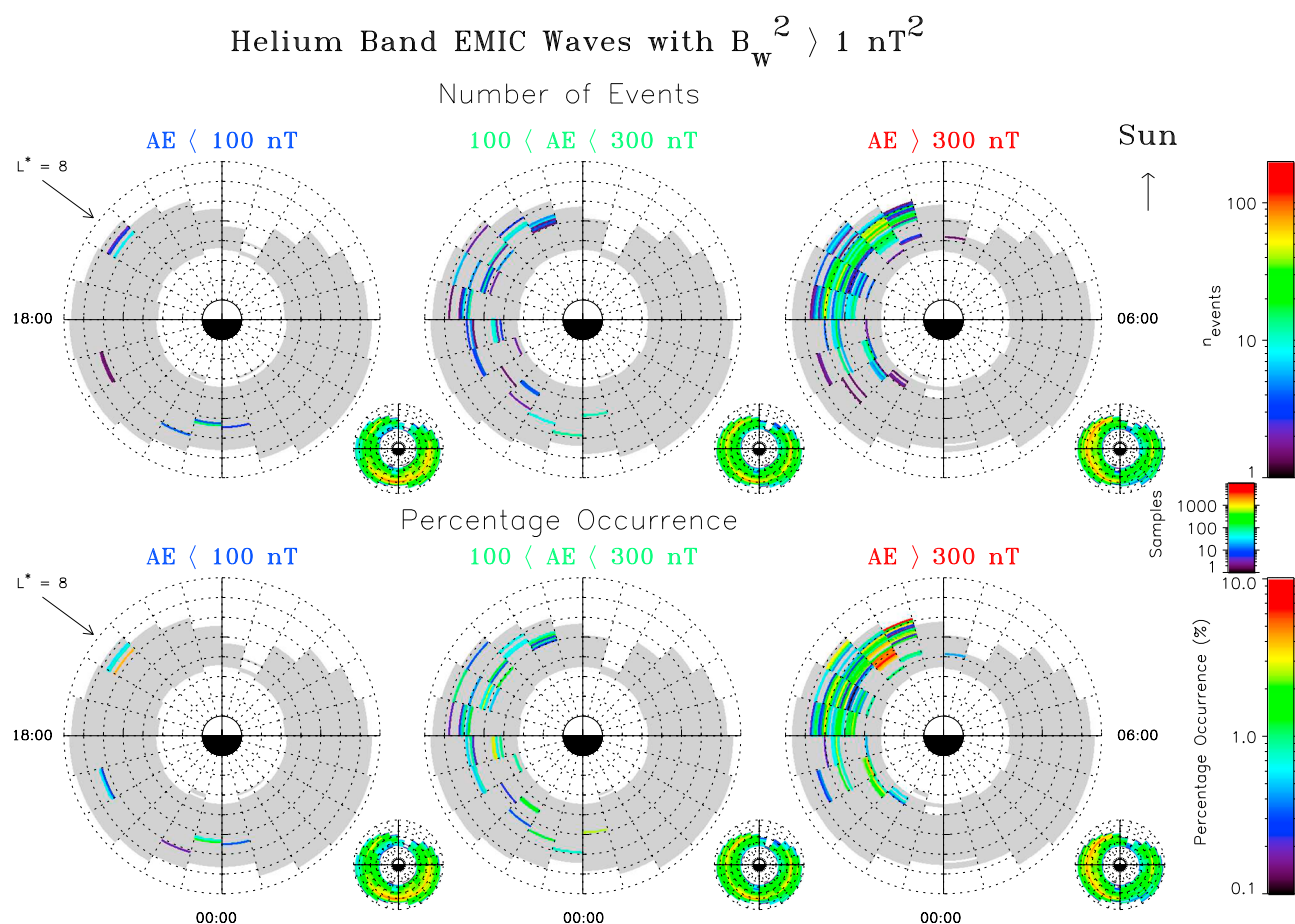 Helium Band EMIC Waves with B_w^2 ⟩ 1 nT^2
Number of Events
AE ⟨ 100 nT
100 ⟨ AE ⟨ 300 nT
AE ⟩ 300 nT
Sun
L* = 8
100
10
1
n_events
18:00
06:00
Percentage Occurrence
Samples
1000
100
10
1
AE ⟨ 100 nT
100 ⟨ AE ⟨ 300 nT
AE ⟩ 300 nT
L* = 8
10.0
1.0
0.1
Percentage Occurrence (%)
18:00
06:00
00:00
00:00
00:00